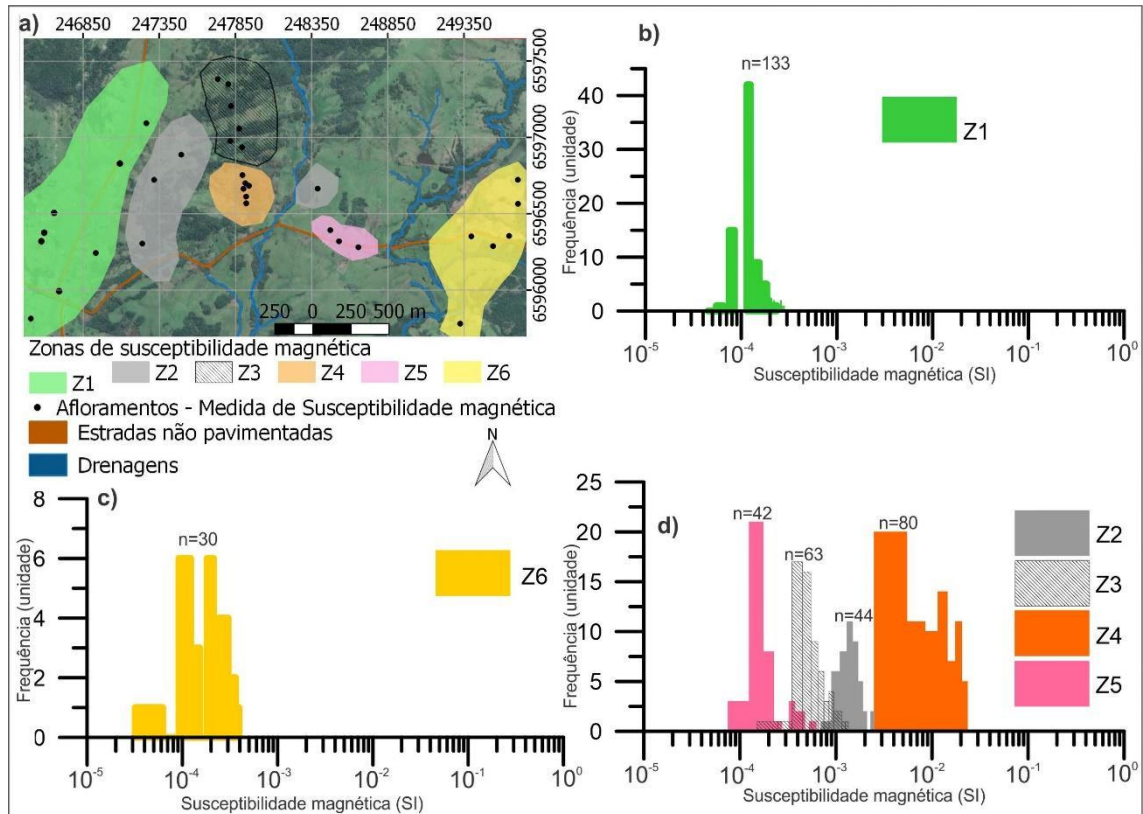 a)
246850 247350 247850 248350 248850 249350
6597500
6597000
6596500
6596000
250 0 250 500 m
Zonas de susceptibilidade magnética
Z1 Z2 Z3 Z4 Z5 Z6
Afloramentos - Medida de Susceptibilidade magnética
Estradas não pavimentadas
Drenagens
N
b)
n=133
Z1
Frequência (unidade)
40
30
20
10
0
10-5 10-4 10-3 10-2 10-1 100
Susceptibilidade magnética (SI)
c)
n=30
Z6
Frequência (unidade)
8
6
4
2
0
10-5 10-4 10-3 10-2 10-1 100
Susceptibilidade magnética (SI)
d)
n=42
n=63
n=44
n=80
Z2
Z3
Z4
Z5
Frequência (unidade)
25
20
15
10
5
0
10-5 10-4 10-3 10-2 10-1 100
Susceptibilidade magnética (SI)